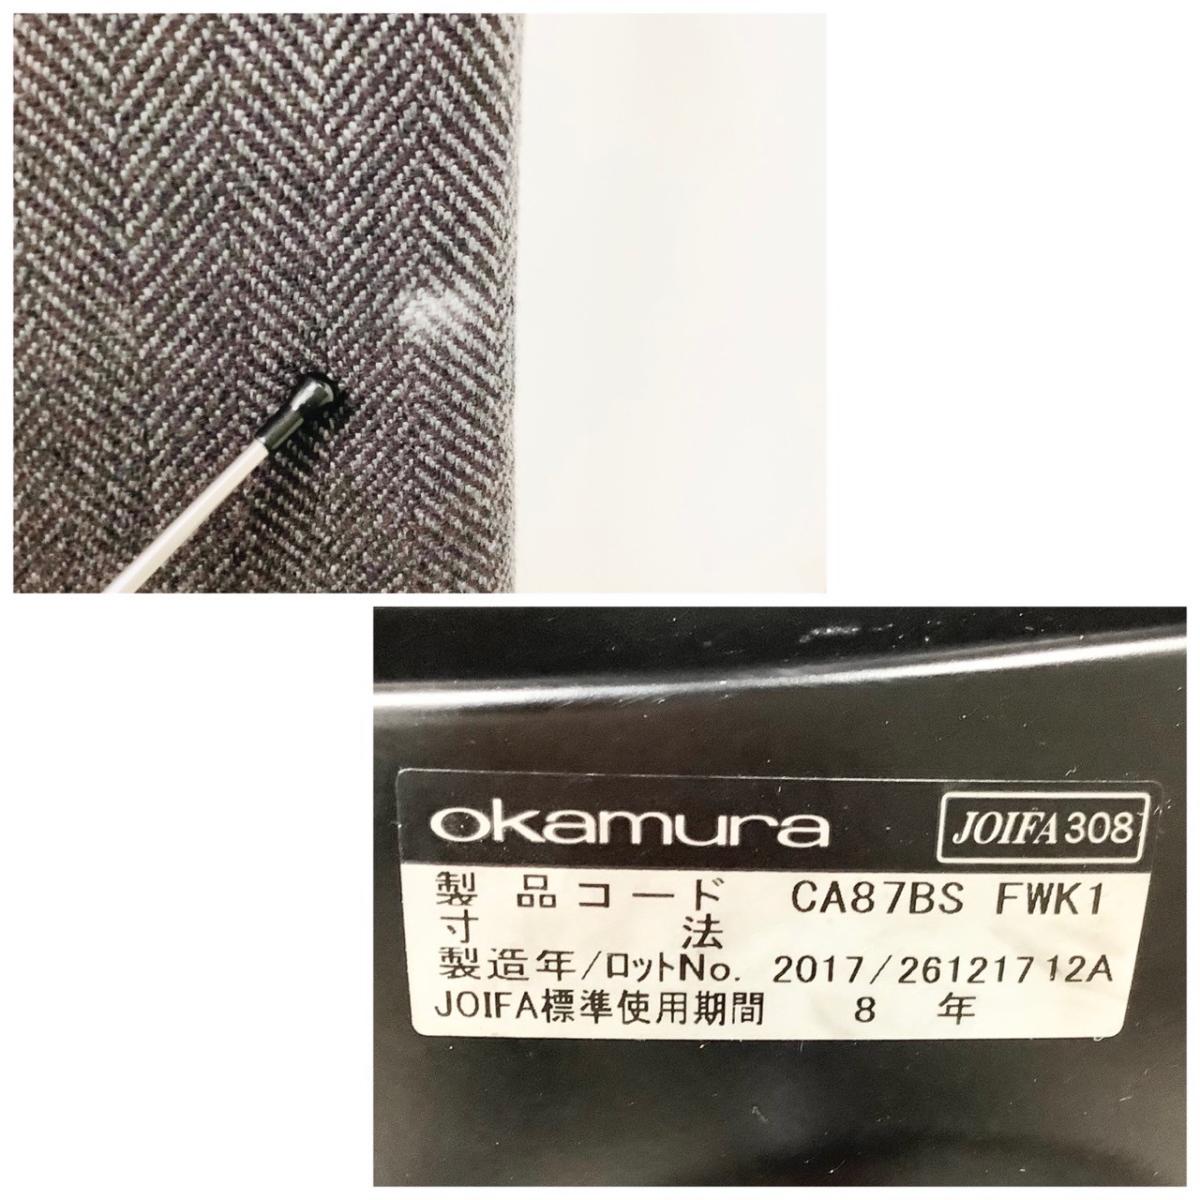 okamura
JOIFA308
製品コード CA87BS FWK1
寸法
製造年/ロットNo. 2017/26121712A
JOIFA標準使用期間 8 年